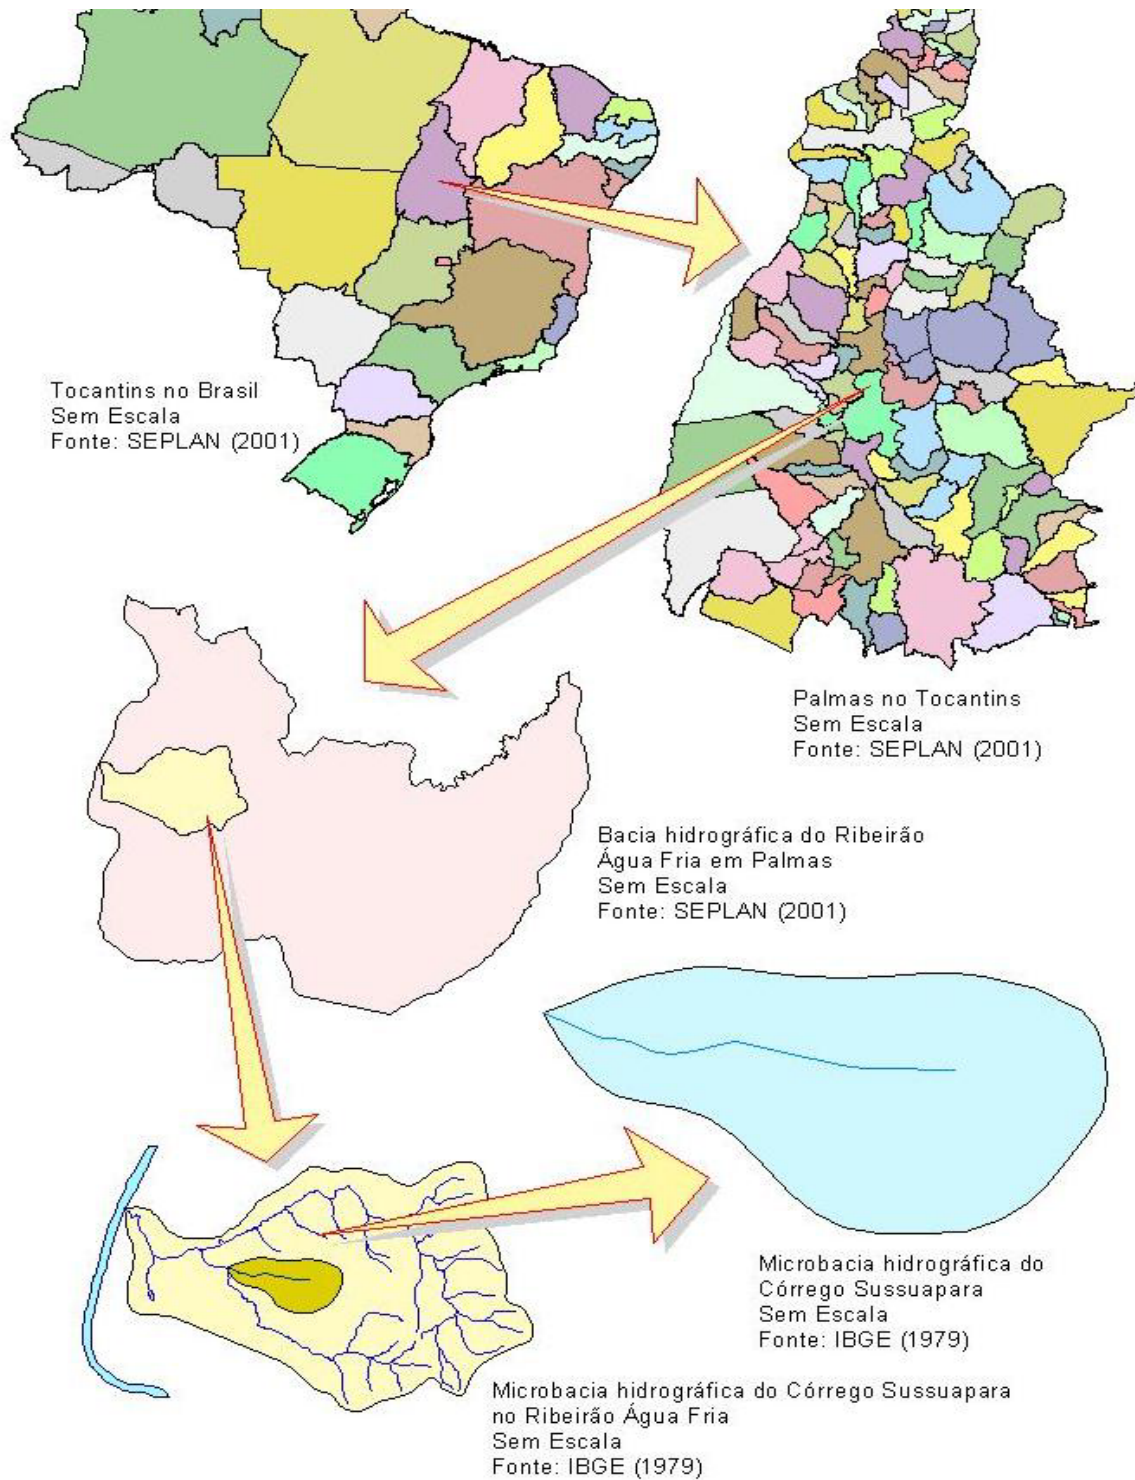 Tocantins no Brasil
Sem Escala
Fonte: SEPLAN (2001)
Palmas no Tocantins
Sem Escala
Fonte: SEPLAN (2001)
Bacia hidrográfica do Ribeirão
Água Fria em Palmas
Sem Escala
Fonte: SEPLAN (2001)
Microbacia hidrográfica do
Córrego Sussuapara
Sem Escala
Fonte: IBGE (1979)
Microbacia hidrográfica do Córrego Sussuapara
no Ribeirão Água Fria
Sem Escala
Fonte: IBGE (1979)